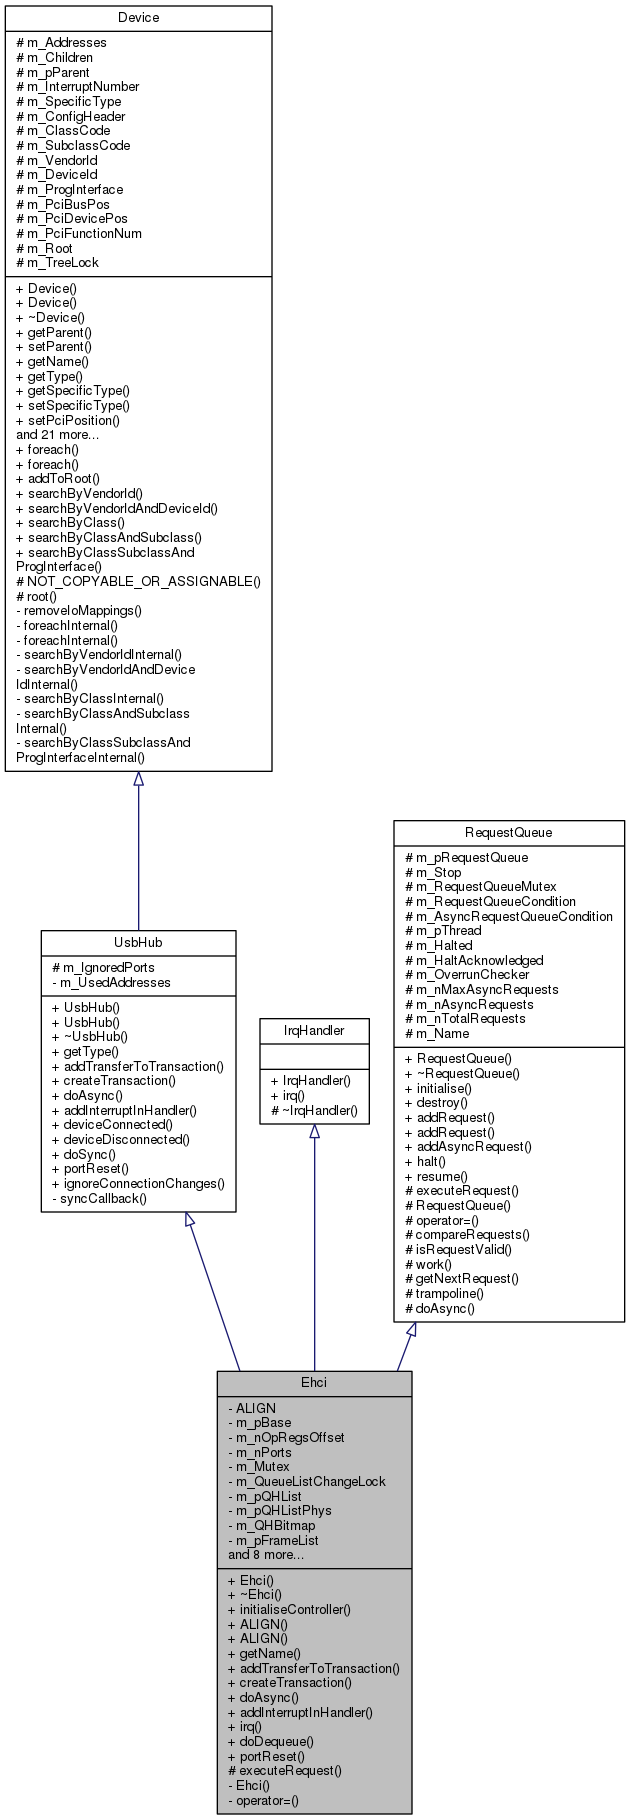 Device
# m_Addresses
# m_Children
# m_pParent
# m_InterruptNumber
# m_SpecificType
# m_ConfigHeader
# m_ClassCode
# m_SubclassCode
# m_VendorId
# m_DeviceId
# m_ProgInterface
# m_PciBusPos
# m_PciDevicePos
# m_PciFunctionNum
# m_Root
# m_TreeLock
+ Device()
+ Device()
+ ~Device()
+ getParent()
+ setParent()
+ getName()
+ getType()
+ getSpecificType()
+ setSpecificType()
+ setPciPosition()
and 21 more...
+ foreach()
+ foreach()
+ addToRoot()
+ searchByVendorId()
+ searchByVendorIdAndDeviceId()
+ searchByClass()
+ searchByClassAndSubclass()
+ searchByClassSubclassAnd
ProgInterface()
# NOT_COPYABLE_OR_ASSIGNABLE()
# root()
- removeIoMappings()
- foreachInternal()
- foreachInternal()
- searchByVendorIdInternal()
- searchByVendorIdAndDevice
IdInternal()
- searchByClassInternal()
- searchByClassAndSubclass
Internal()
- searchByClassSubclassAnd
ProgInterfaceInternal()
UsbHub
# m_IgnoredPorts
- m_UsedAddresses
+ UsbHub()
+ UsbHub()
+ ~UsbHub()
+ getType()
+ addTransferToTransaction()
+ createTransaction()
+ doAsync()
+ addInterruptInHandler()
+ deviceConnected()
+ deviceDisconnected()
+ doSync()
+ portReset()
+ ignoreConnectionChanges()
- syncCallback()
IrqHandler
+ IrqHandler()
+ irq()
# ~IrqHandler()
RequestQueue
# m_pRequestQueue
# m_Stop
# m_RequestQueueMutex
# m_RequestQueueCondition
# m_AsyncRequestQueueCondition
# m_pThread
# m_Halted
# m_HaltAcknowledged
# m_OverrunChecker
# m_nMaxAsyncRequests
# m_nAsyncRequests
# m_nTotalRequests
# m_Name
+ RequestQueue()
+ ~RequestQueue()
+ initialise()
+ destroy()
+ addRequest()
+ addRequest()
+ addAsyncRequest()
+ halt()
+ resume()
# executeRequest()
# RequestQueue()
# operator=()
# compareRequests()
# isRequestValid()
# work()
# getNextRequest()
# trampoline()
# doAsync()
Ehci
- ALIGN
- m_pBase
- m_nOpRegsOffset
- m_nPorts
- m_Mutex
- m_QueueListChangeLock
- m_pQHList
- m_pQHListPhys
- m_QHBitmap
- m_pFrameList
and 8 more...
+ Ehci()
+ ~Ehci()
+ initialiseController()
+ ALIGN()
+ ALIGN()
+ getName()
+ addTransferToTransaction()
+ createTransaction()
+ doAsync()
+ addInterruptInHandler()
+ irq()
+ doDequeue()
+ portReset()
# executeRequest()
- Ehci()
- operator=()